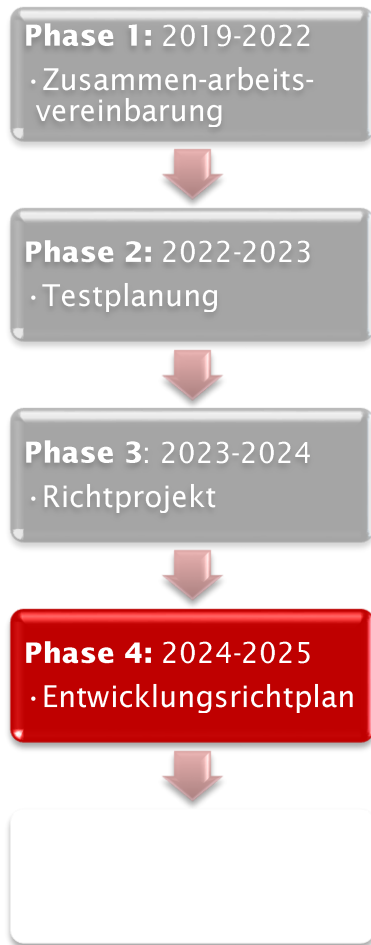 Phase 1: 2019-2022
·Zusammen-arbeits-
vereinbarung
Phase 2: 2022-2023
·Testplanung
Phase 3: 2023-2024
·Richtprojekt
Phase 4: 2024-2025
·Entwicklungsrichtplan